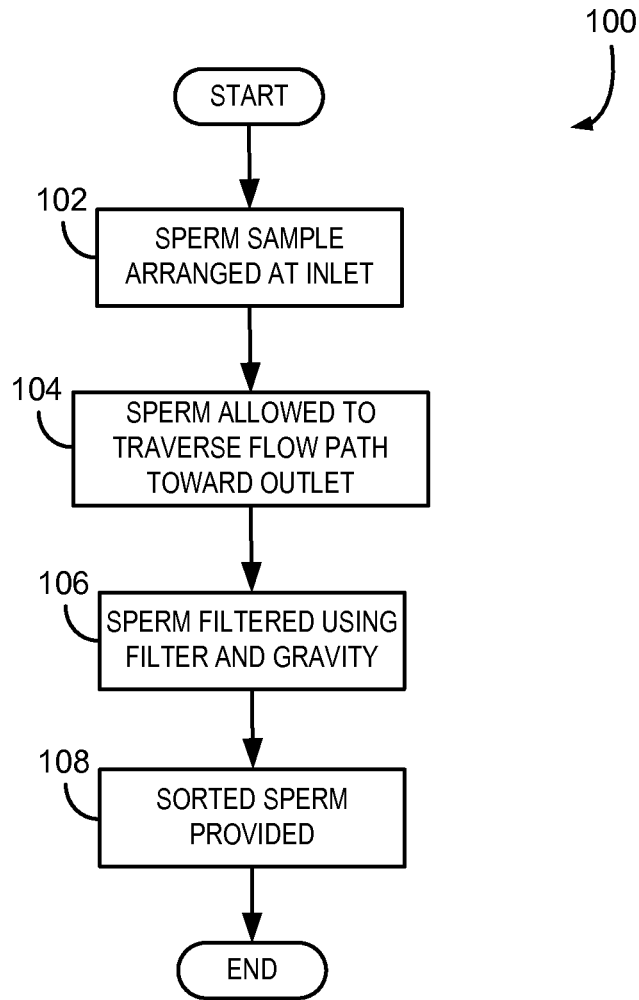 100
START
102
SPERM SAMPLE
ARRANGED AT INLET
104
SPERM ALLOWED TO
TRAVERSE FLOW PATH
TOWARD OUTLET
106
SPERM FILTERED USING
FILTER AND GRAVITY
108
SORTED SPERM
PROVIDED
END